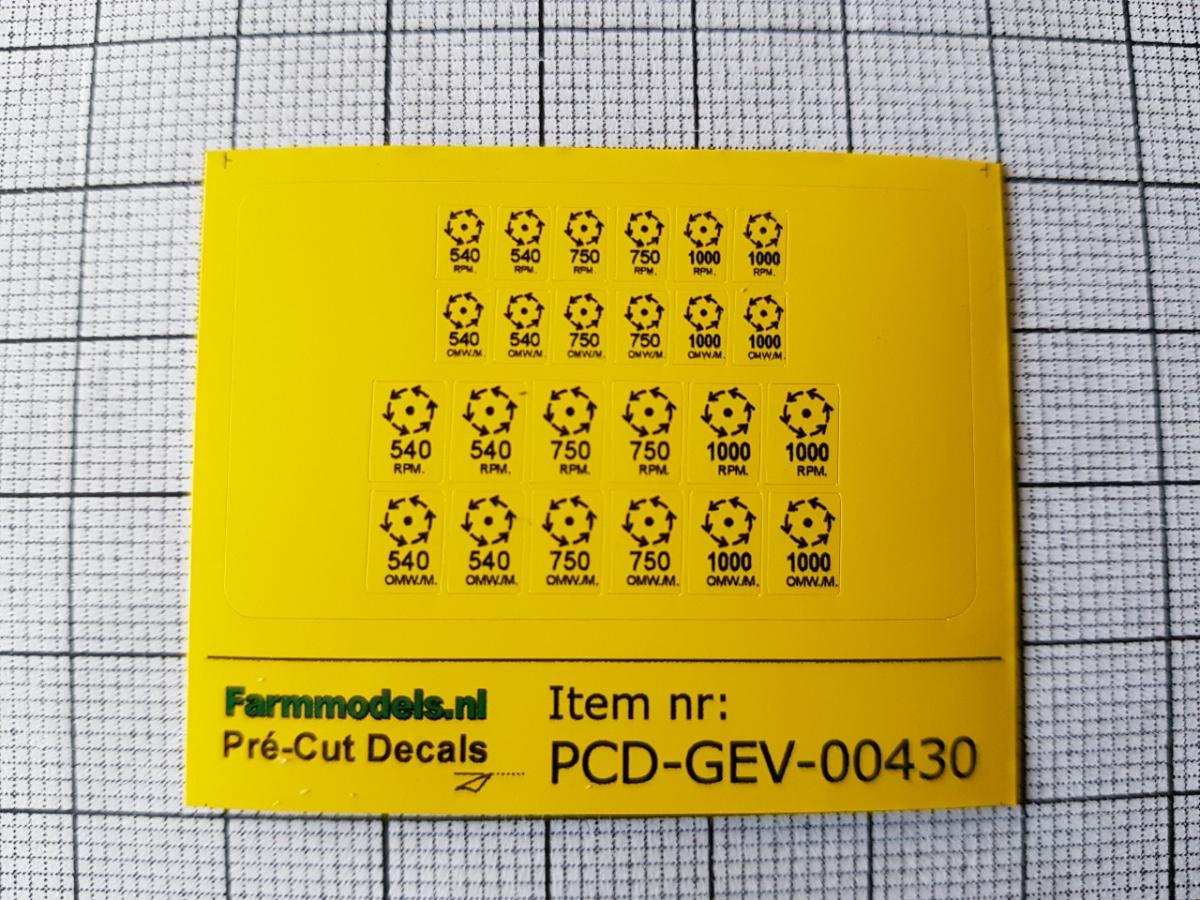 540 540 750 750 1000 1000
RPM. RPM. RPM. RPM. RPM. RPM.
540 540 750 750 1000 1000
OMW./M. OMW./M. OMW./M. OMW./M. OMW./M. OMW./M.
540 540 750 750 1000 1000
RPM. RPM. RPM. RPM. RPM. RPM.
540 540 750 750 1000 1000
OMW./M. OMW./M. OMW./M. OMW./M. OMW./M. OMW./M.
Farmmodels.nl
Pré-Cut Decals
Item nr:
PCD-GEV-00430